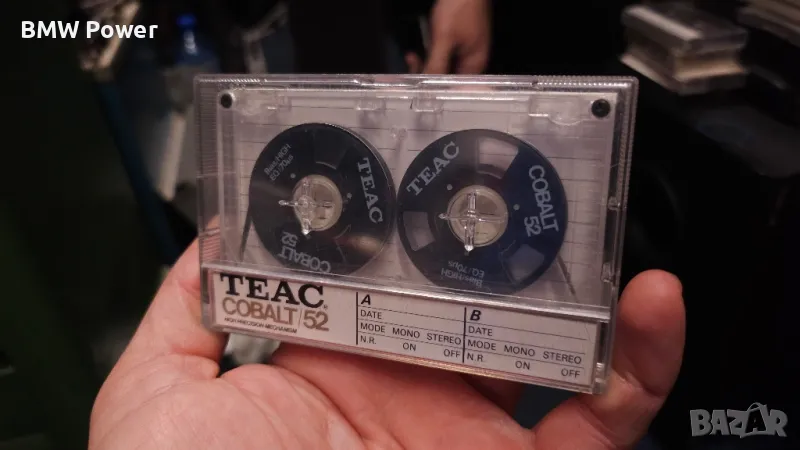 BMW Power
Bias/HIGH
EQ/70μs
TEAC
COBALT
52
TEAC
COBALT
52
Bias/HIGH
EQ/70μs
TEAC®
COBALT/52
HIGH PRECISION MECHANISM
A
DATE
MODE MONO STEREO
N.R. ON OFF
B
DATE
MODE MONO STEREO
N.R. ON OFF
BAZAR